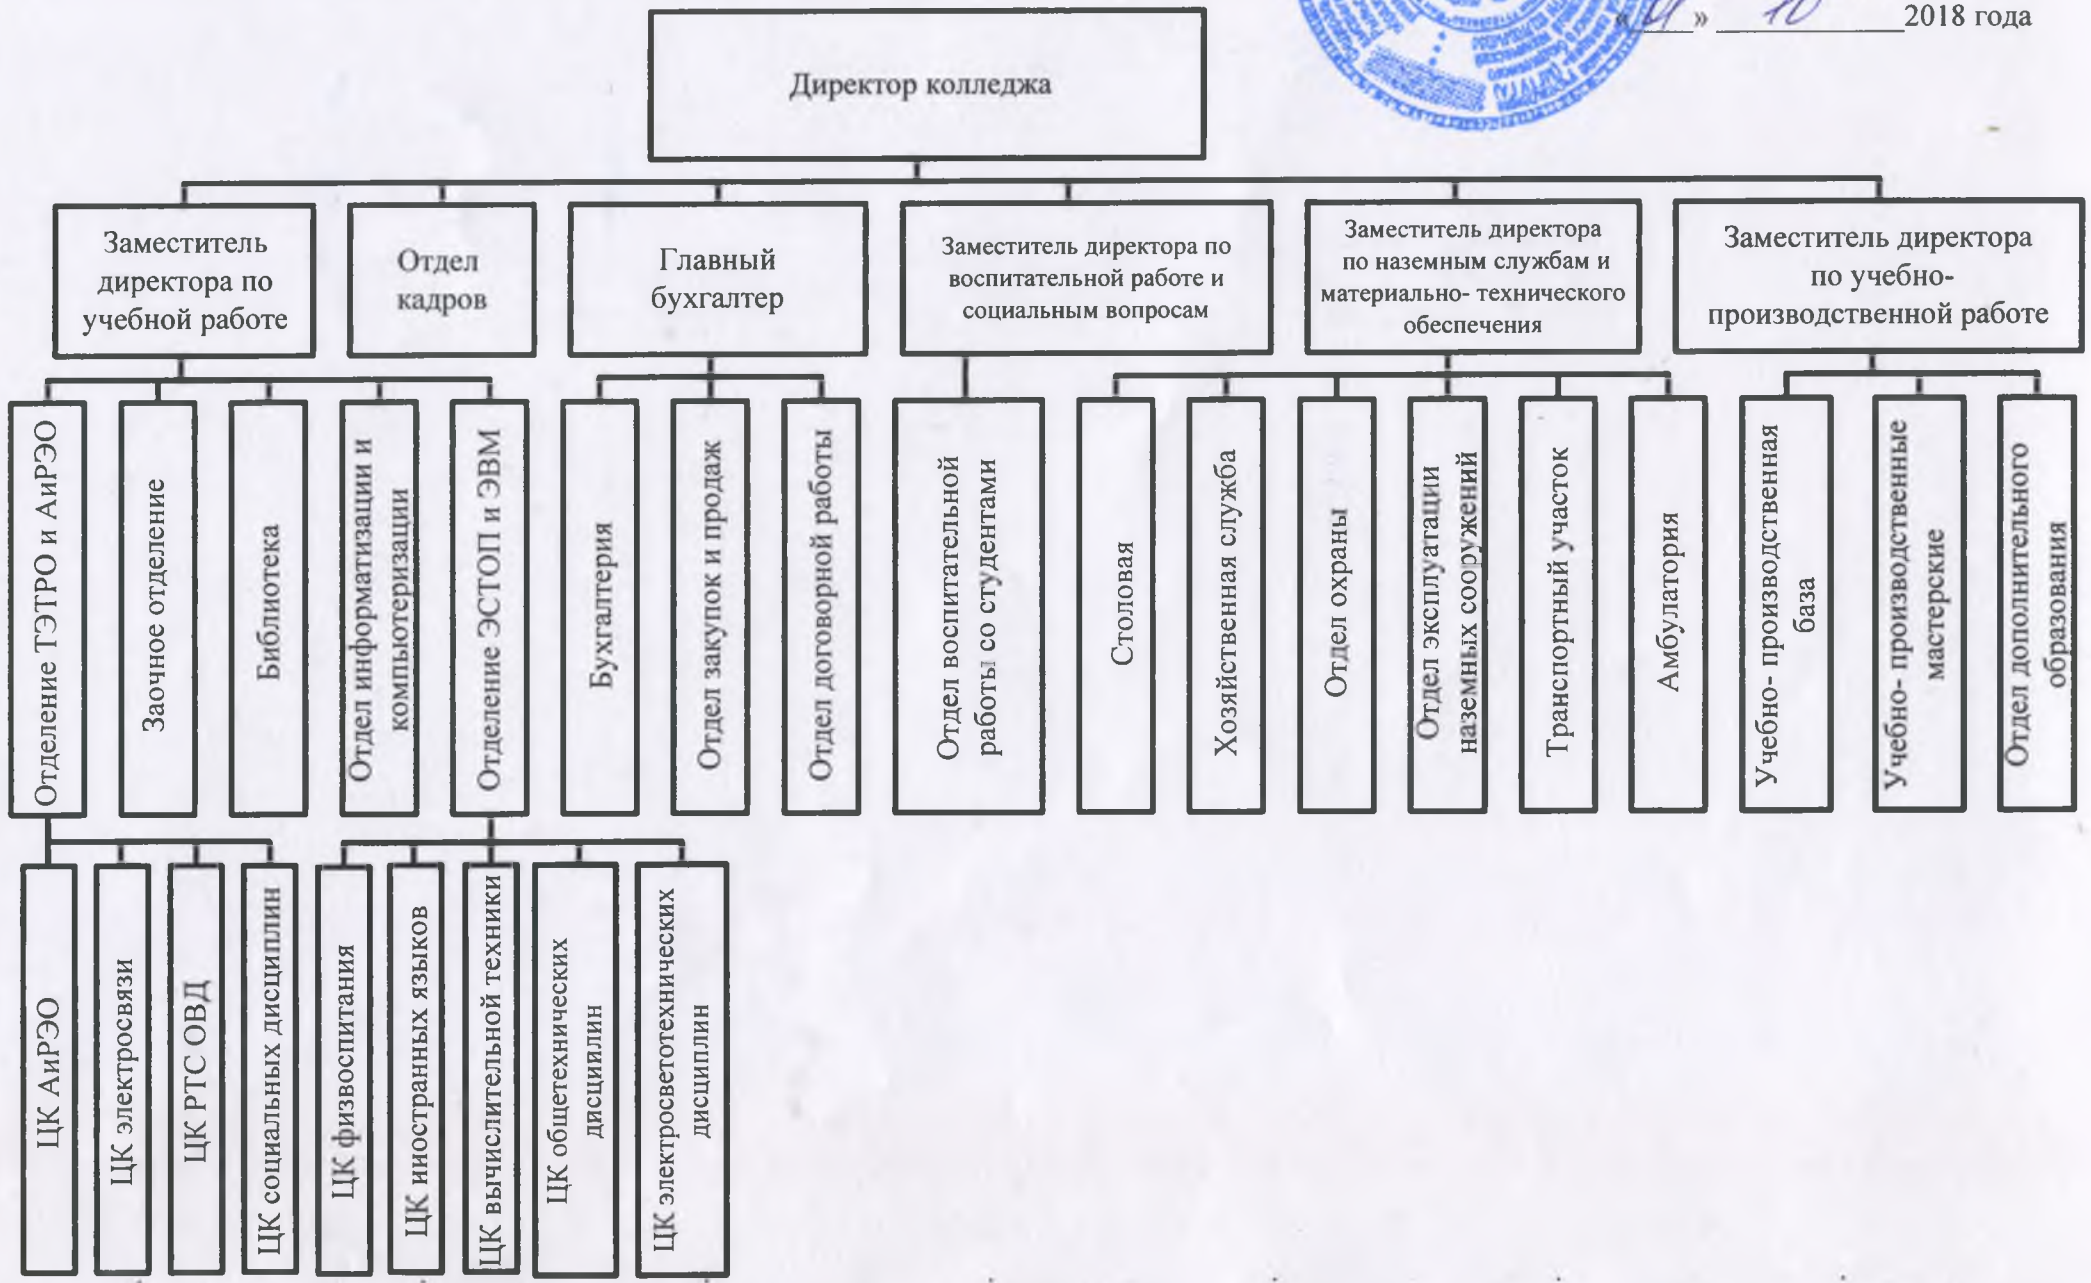 « » 10 2018 года
Директор колледжа
Заместитель
директора по
учебной работе
Отдел
кадров
Главный
бухгалтер
Заместитель директора по
воспитательной работе и
социальным вопросам
Заместитель директора
по наземным службам и
материально- технического
обеспечения
Заместитель директора
по учебно-
производственной работе
Отделение ТЭТРО и АиРЭО
Заочное отделение
Библиотека
Отдел информатизации и
компьютеризации
Отделение ЭСТОП и ЭВМ
Бухгалтерия
Отдел закупок и продаж
Отдел договорной работы
Отдел воспитательной
работы со студентами
Столовая
Хозяйственная служба
Отдел охраны
Отдел эксплуатации
наземных сооружений
Транспортный участок
Амбулатория
Учебно- производственная
база
Учебно- производственные
мастерские
Отдел дополнительного
образования
ЦК АиРЭО
ЦК электросвязи
ЦК РТС ОВД
ЦК социальных дисциплин
ЦК физвоспитания
ЦК ииостранных языков
ЦК вычислительной техники
ЦК общетехнических
дисциилин
ЦК электросветотехнических
дисциплин